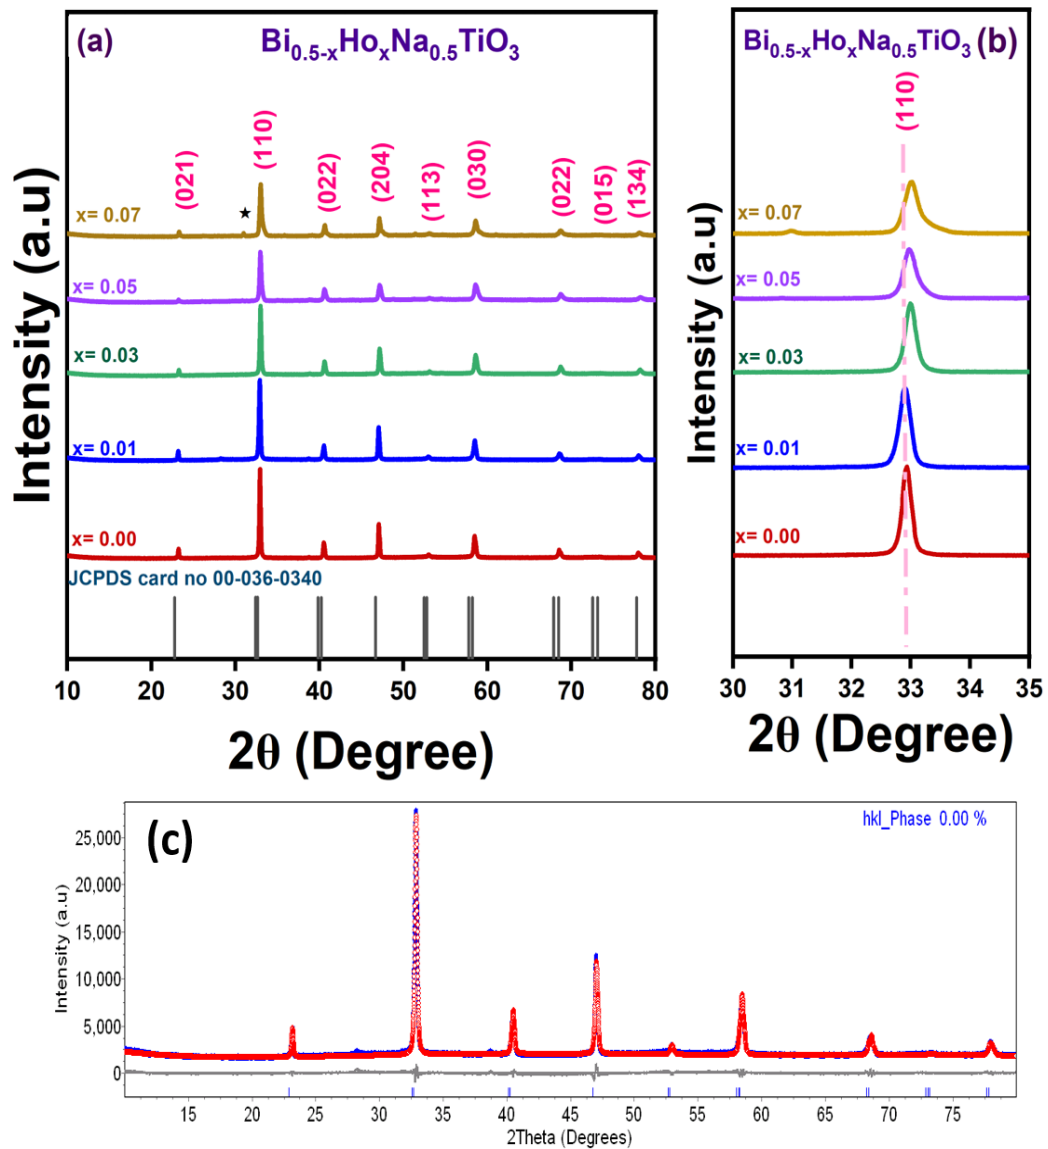 (a) Bi0.5-xHoxNa0.5TiO3
Intensity (a.u)
(021) (110) (022) (204) (113) (030) (022) (015) (134)
★
x= 0.07
x= 0.05
x= 0.03
x= 0.01
x= 0.00
JCPDS card no 00-036-0340
10 20 30 40 50 60 70 80
2θ (Degree)
Bi0.5-xHoxNa0.5TiO3 (b)
Intensity (a.u)
(110)
x= 0.07
x= 0.05
x= 0.03
x= 0.01
x= 0.00
30 31 32 33 34 35
2θ (Degree)
(c)
hkl_Phase 0.00 %
Intensity (a.u)
25,000
20,000
15,000
10,000
5,000
0
15 20 25 30 35 40 45 50 55 60 65 70 75
2Theta (Degrees)